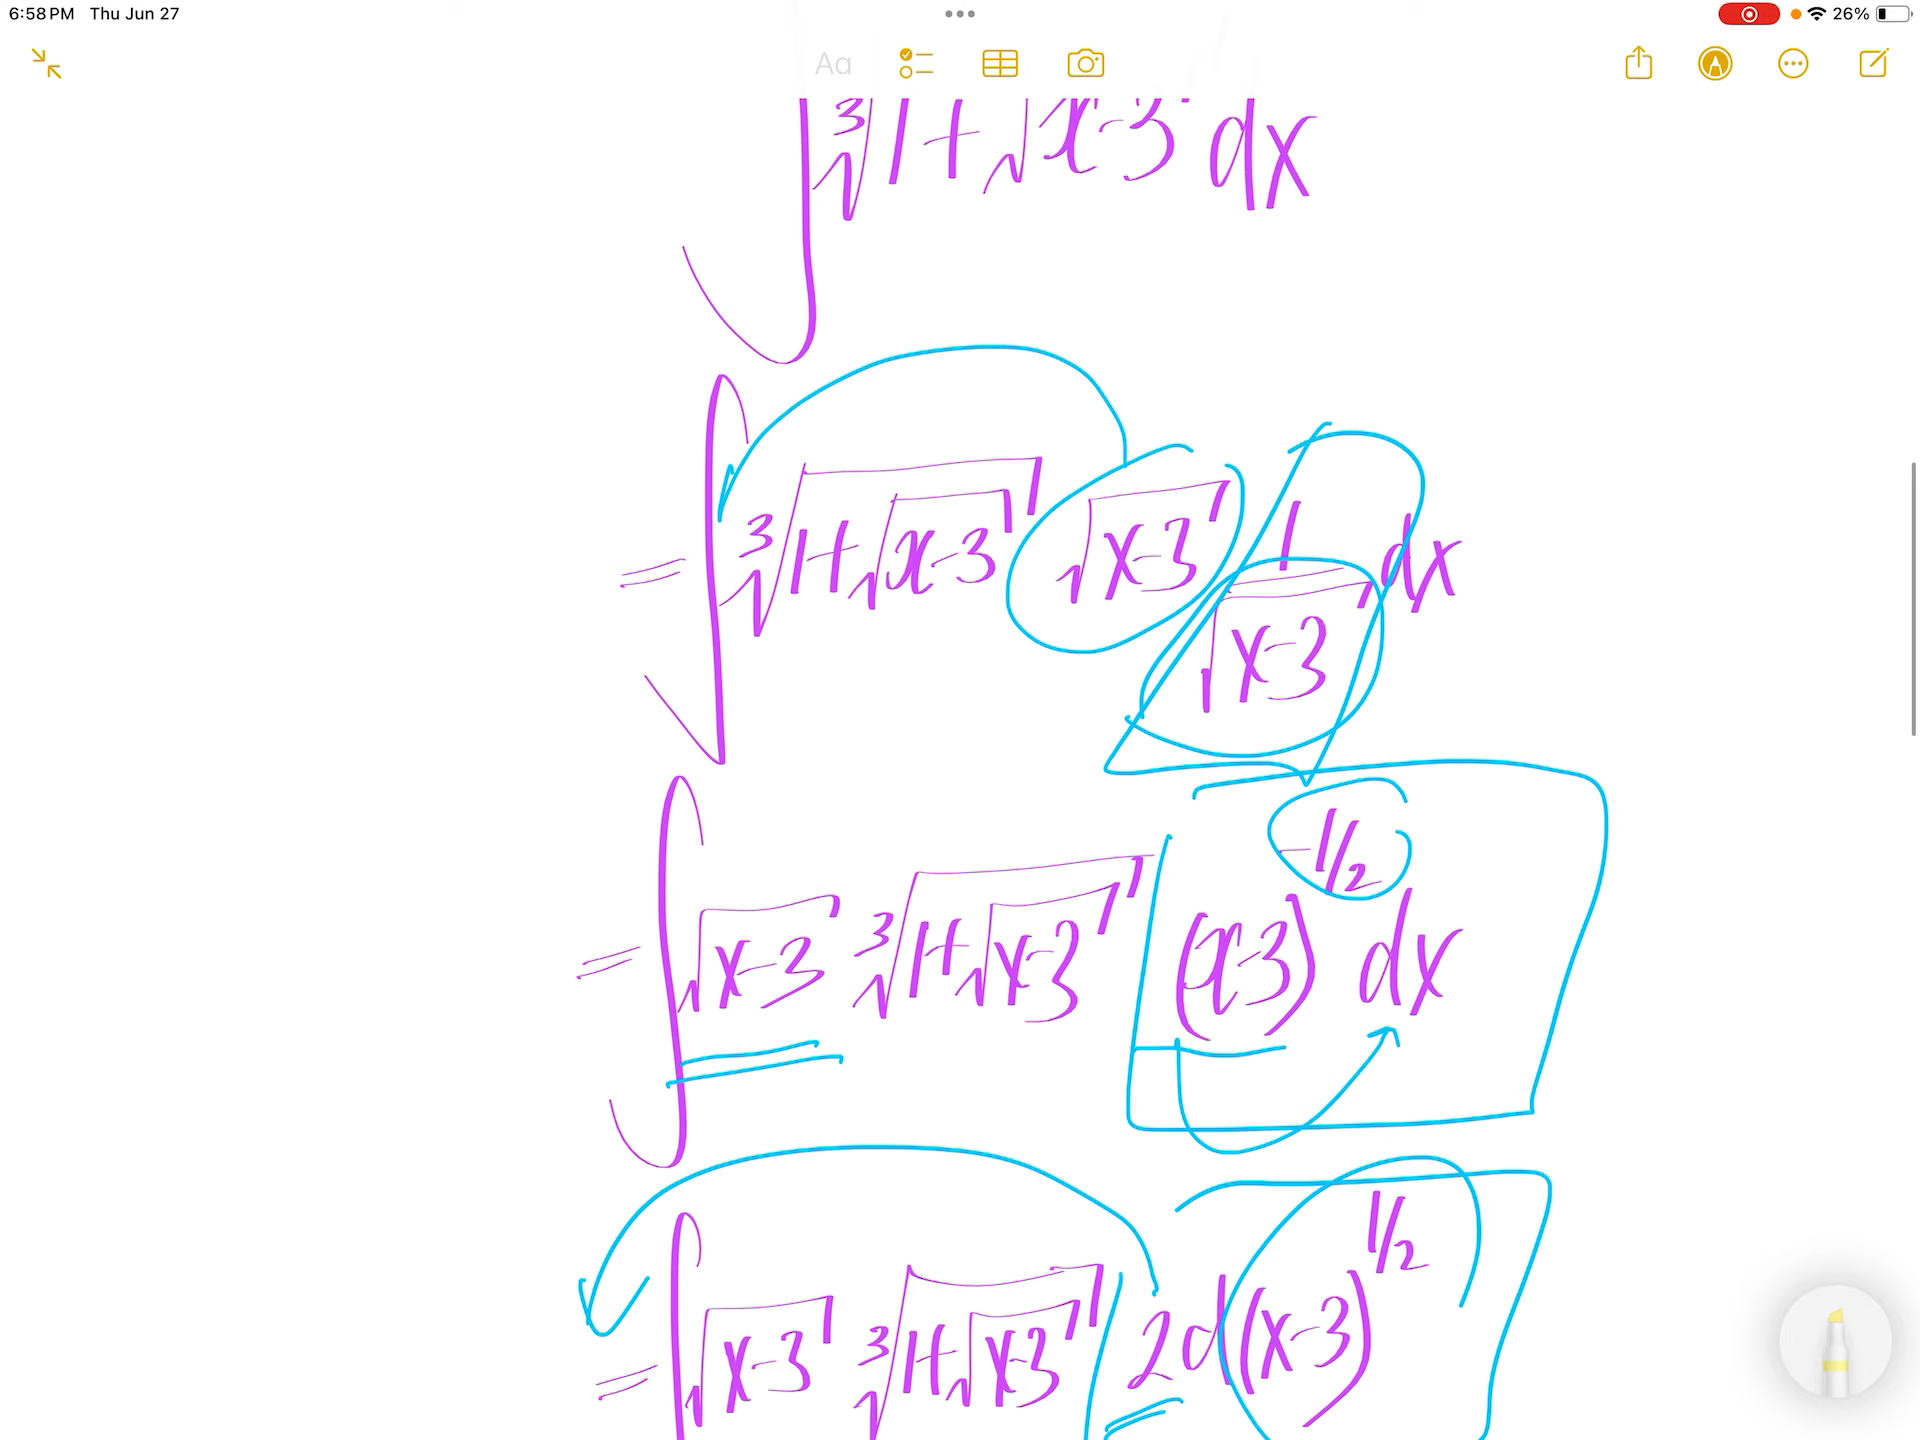 6:58 PM Thu Jun 27 26%
Aa
∫ ∛(1+√(x-3)) dx
= ∫ ∛(1+√(x-3)) √(x-3) 1/√(x-3) dx
= ∫ √(x-3) ∛(1+√(x-3)) (x-3)^(-1/2) dx
= ∫ √(x-3) ∛(1+√(x-3)) 2d(x-3)^(1/2)